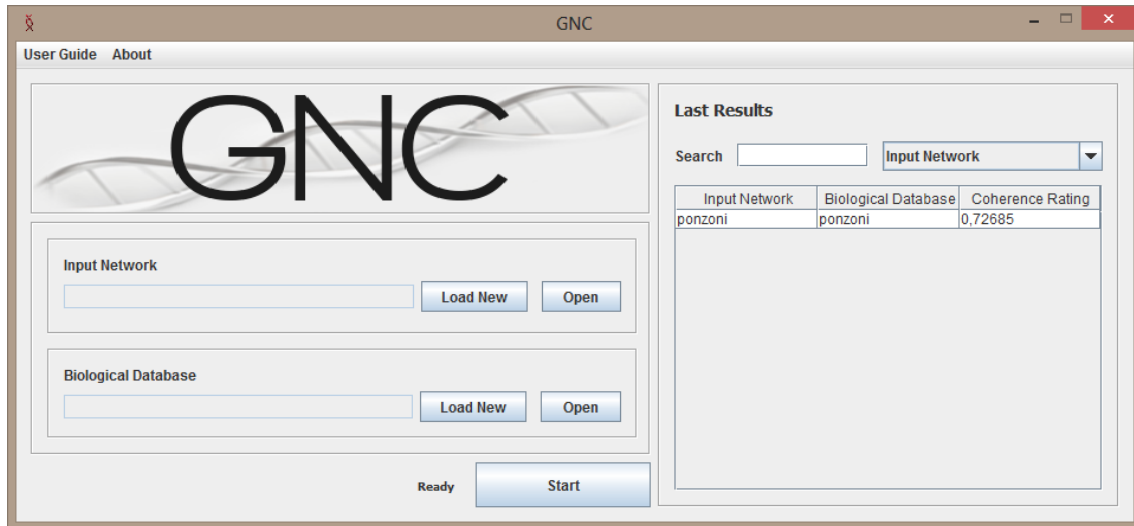 GNC
User Guide About
GNC
Input Network
Load New Open
Biological Database
Load New Open
Ready Start
Last Results
Search Input Network
Input Network Biological Database Coherence Rating
ponzoni ponzoni 0,72685